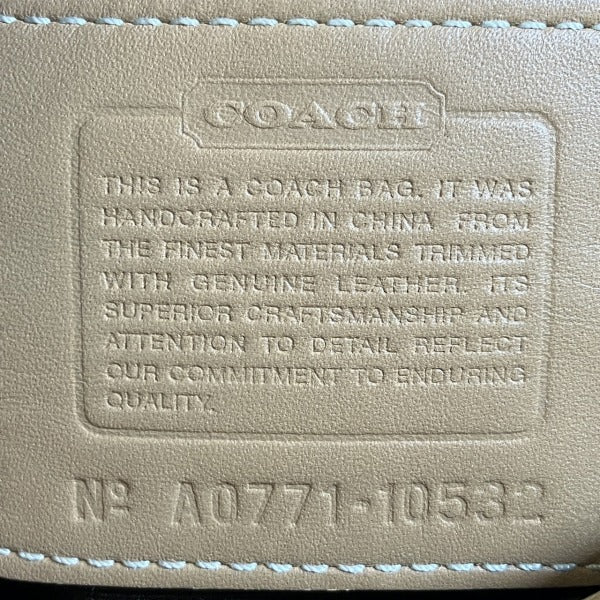 COACH
THIS IS A COACH BAG. IT WAS
HANDCRAFTED IN CHINA FROM
THE FINEST MATERIALS TRIMMED
WITH GENUINE LEATHER. ITS
SUPERIOR CRAFTSMANSHIP AND
ATTENTION TO DETAIL REFLECT
OUR COMMITMENT TO ENDURING
QUALITY.
Nº A0771-10532